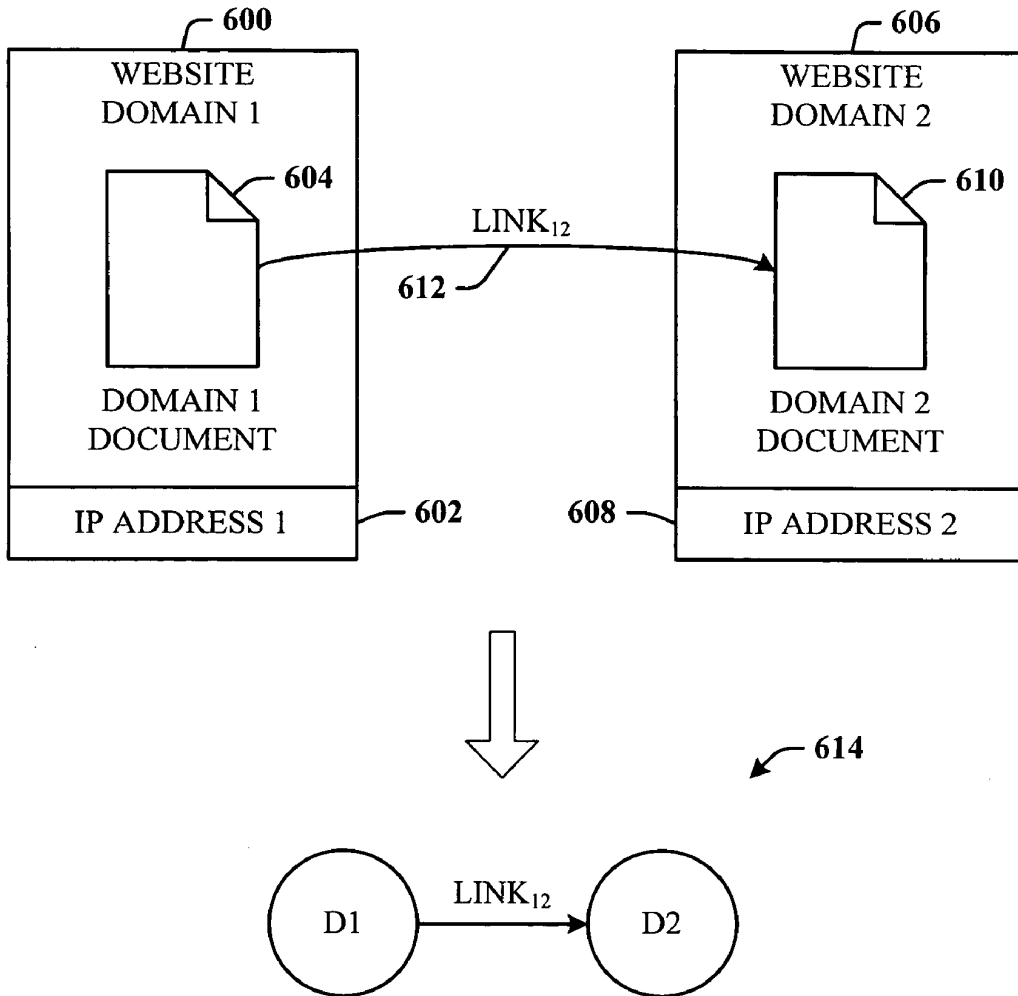 600
606
WEBSITE
DOMAIN 1
WEBSITE
DOMAIN 2
604
610
LINK₁₂
612
DOMAIN 1
DOCUMENT
DOMAIN 2
DOCUMENT
IP ADDRESS 1
602
608
IP ADDRESS 2
614
D1
LINK₁₂
D2